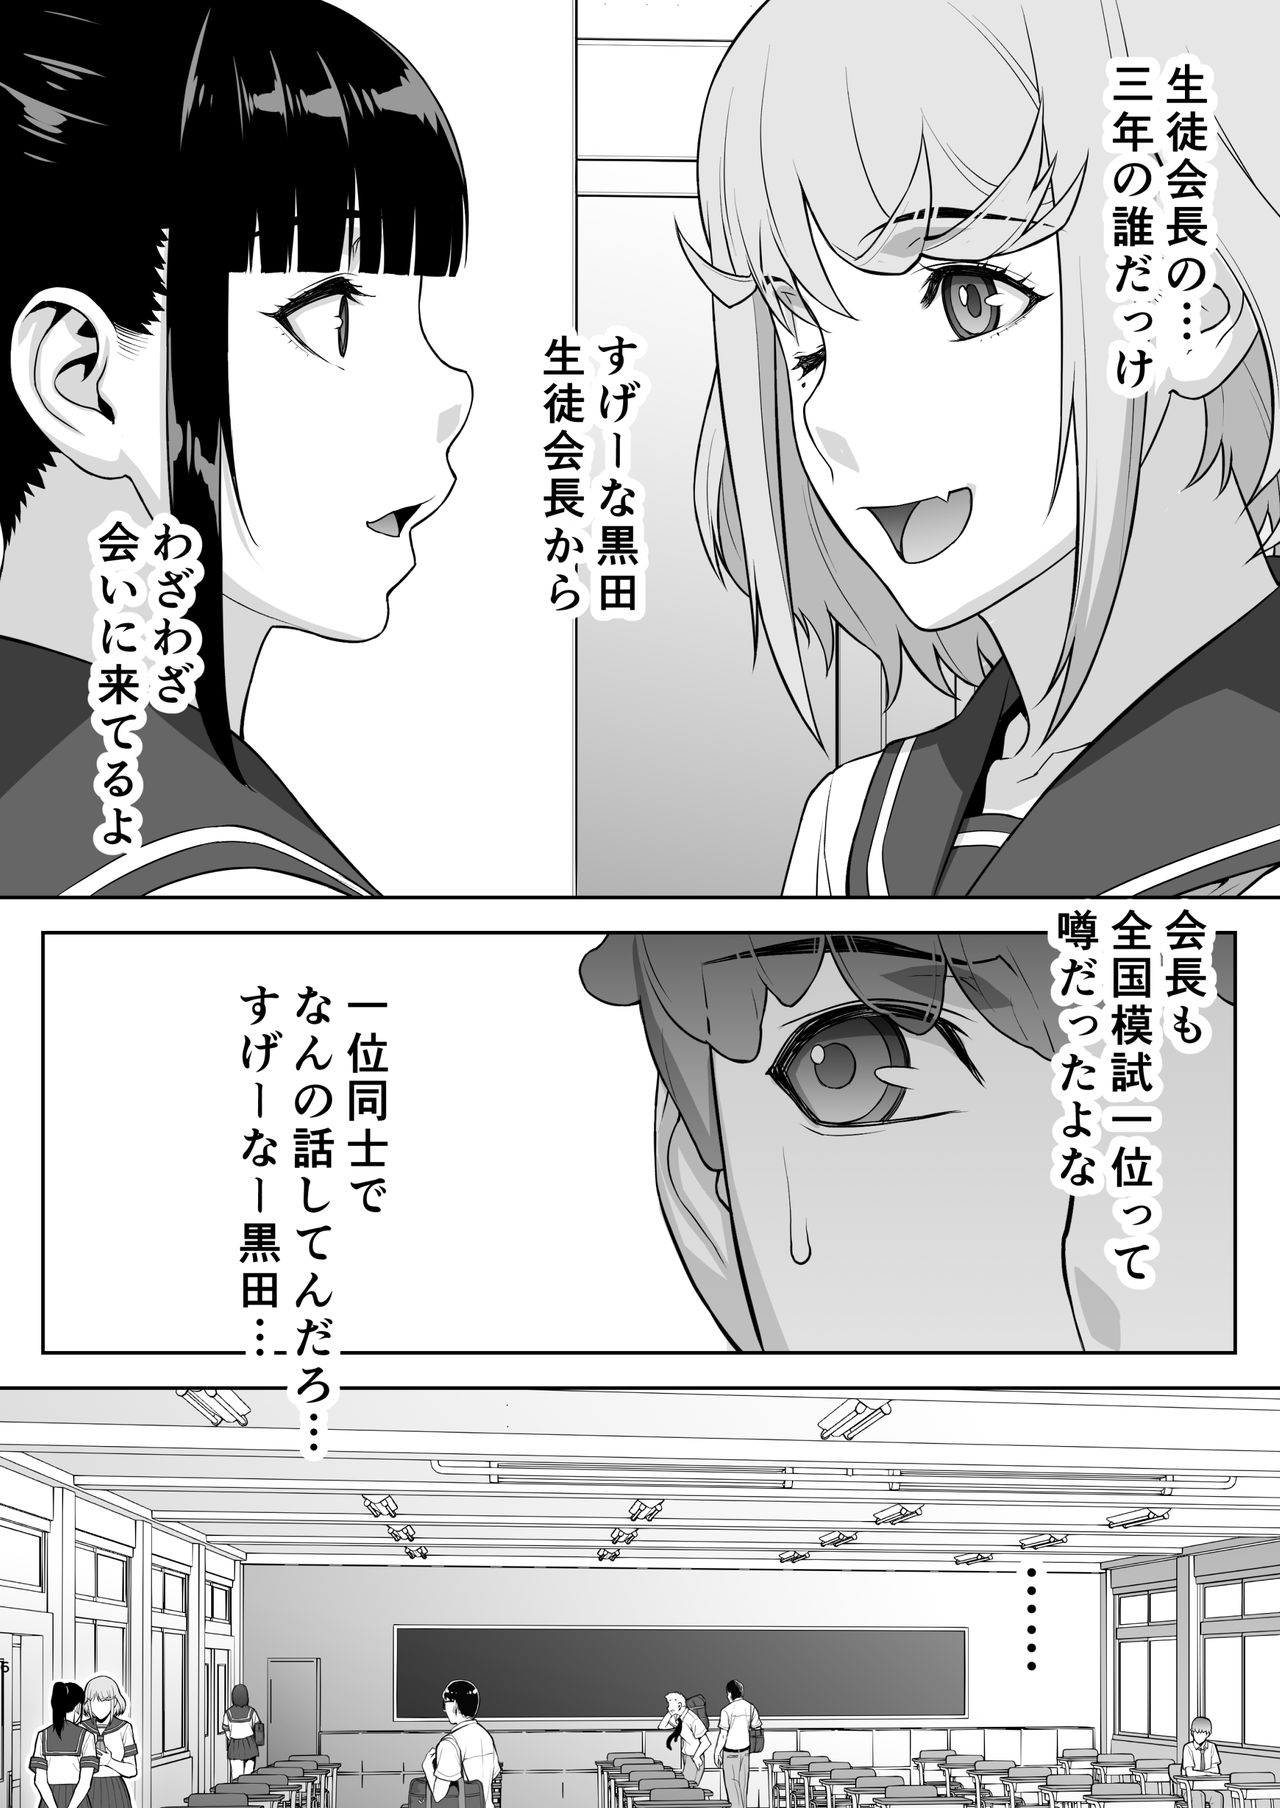 生徒会長の…
三年の誰だっけ
すげーな黒田
生徒会長から
わざわざ
会いに来てるよ
会長も
全国模試一位って
噂だったよな
一位同士で
なんの話してんだろ…
すげーなー黒田…
………